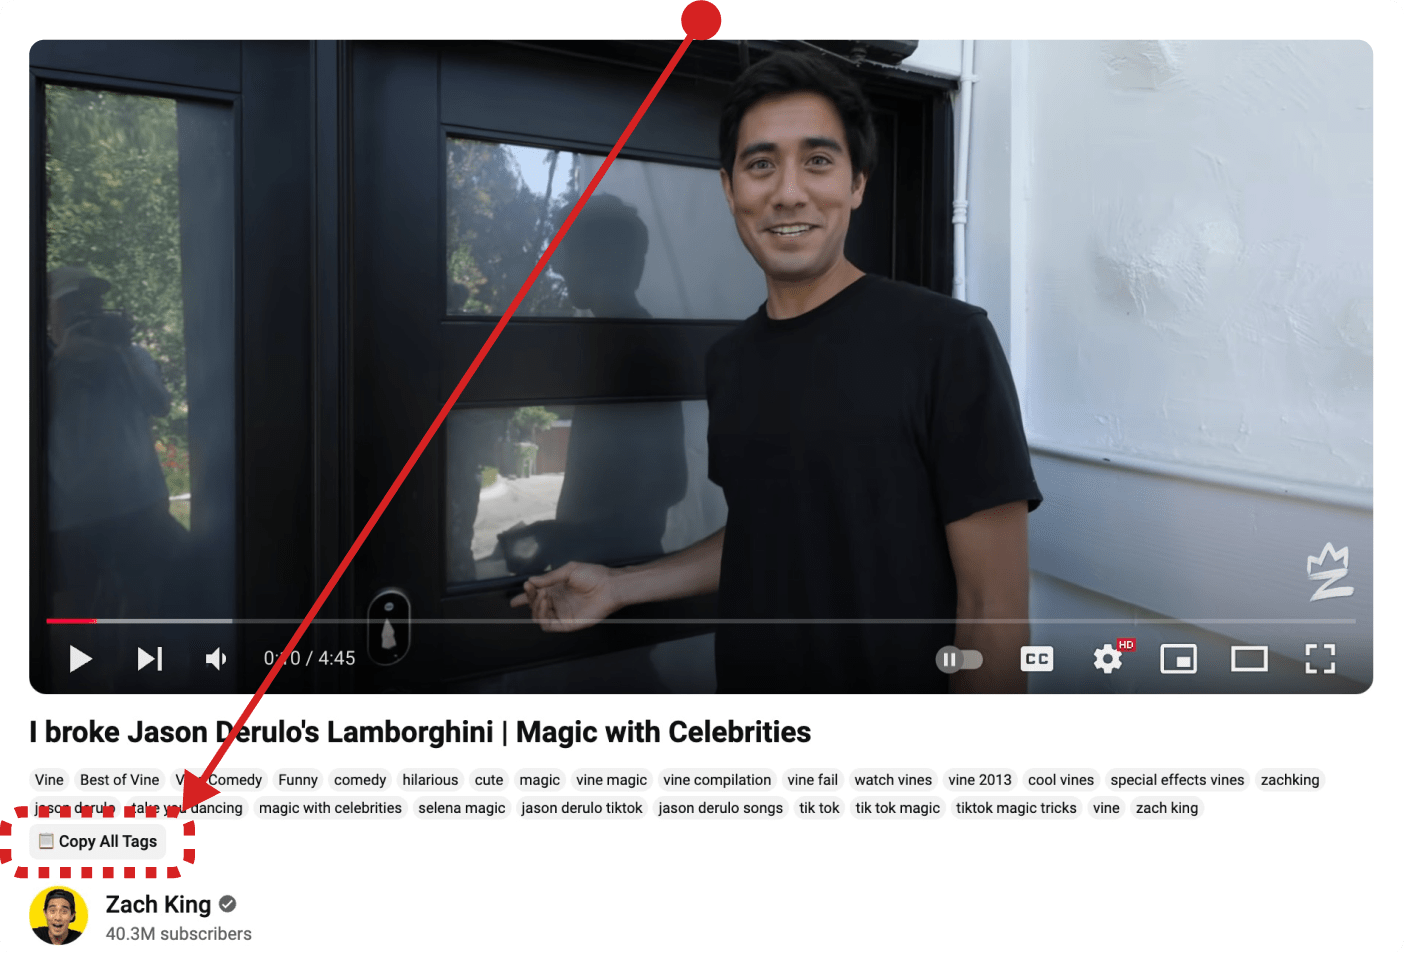 0:10 / 4:45
CC
HD
Z
I broke Jason Derulo's Lamborghini | Magic with Celebrities
Vine Best of Vine Vine Comedy Funny comedy hilarious cute magic vine magic vine compilation vine fail watch vines vine 2013 cool vines special effects vines zachking
jason derulo take you dancing magic with celebrities selena magic jason derulo tiktok jason derulo songs tik tok tik tok magic tiktok magic tricks vine zach king
Copy All Tags
Zach King
40.3M subscribers